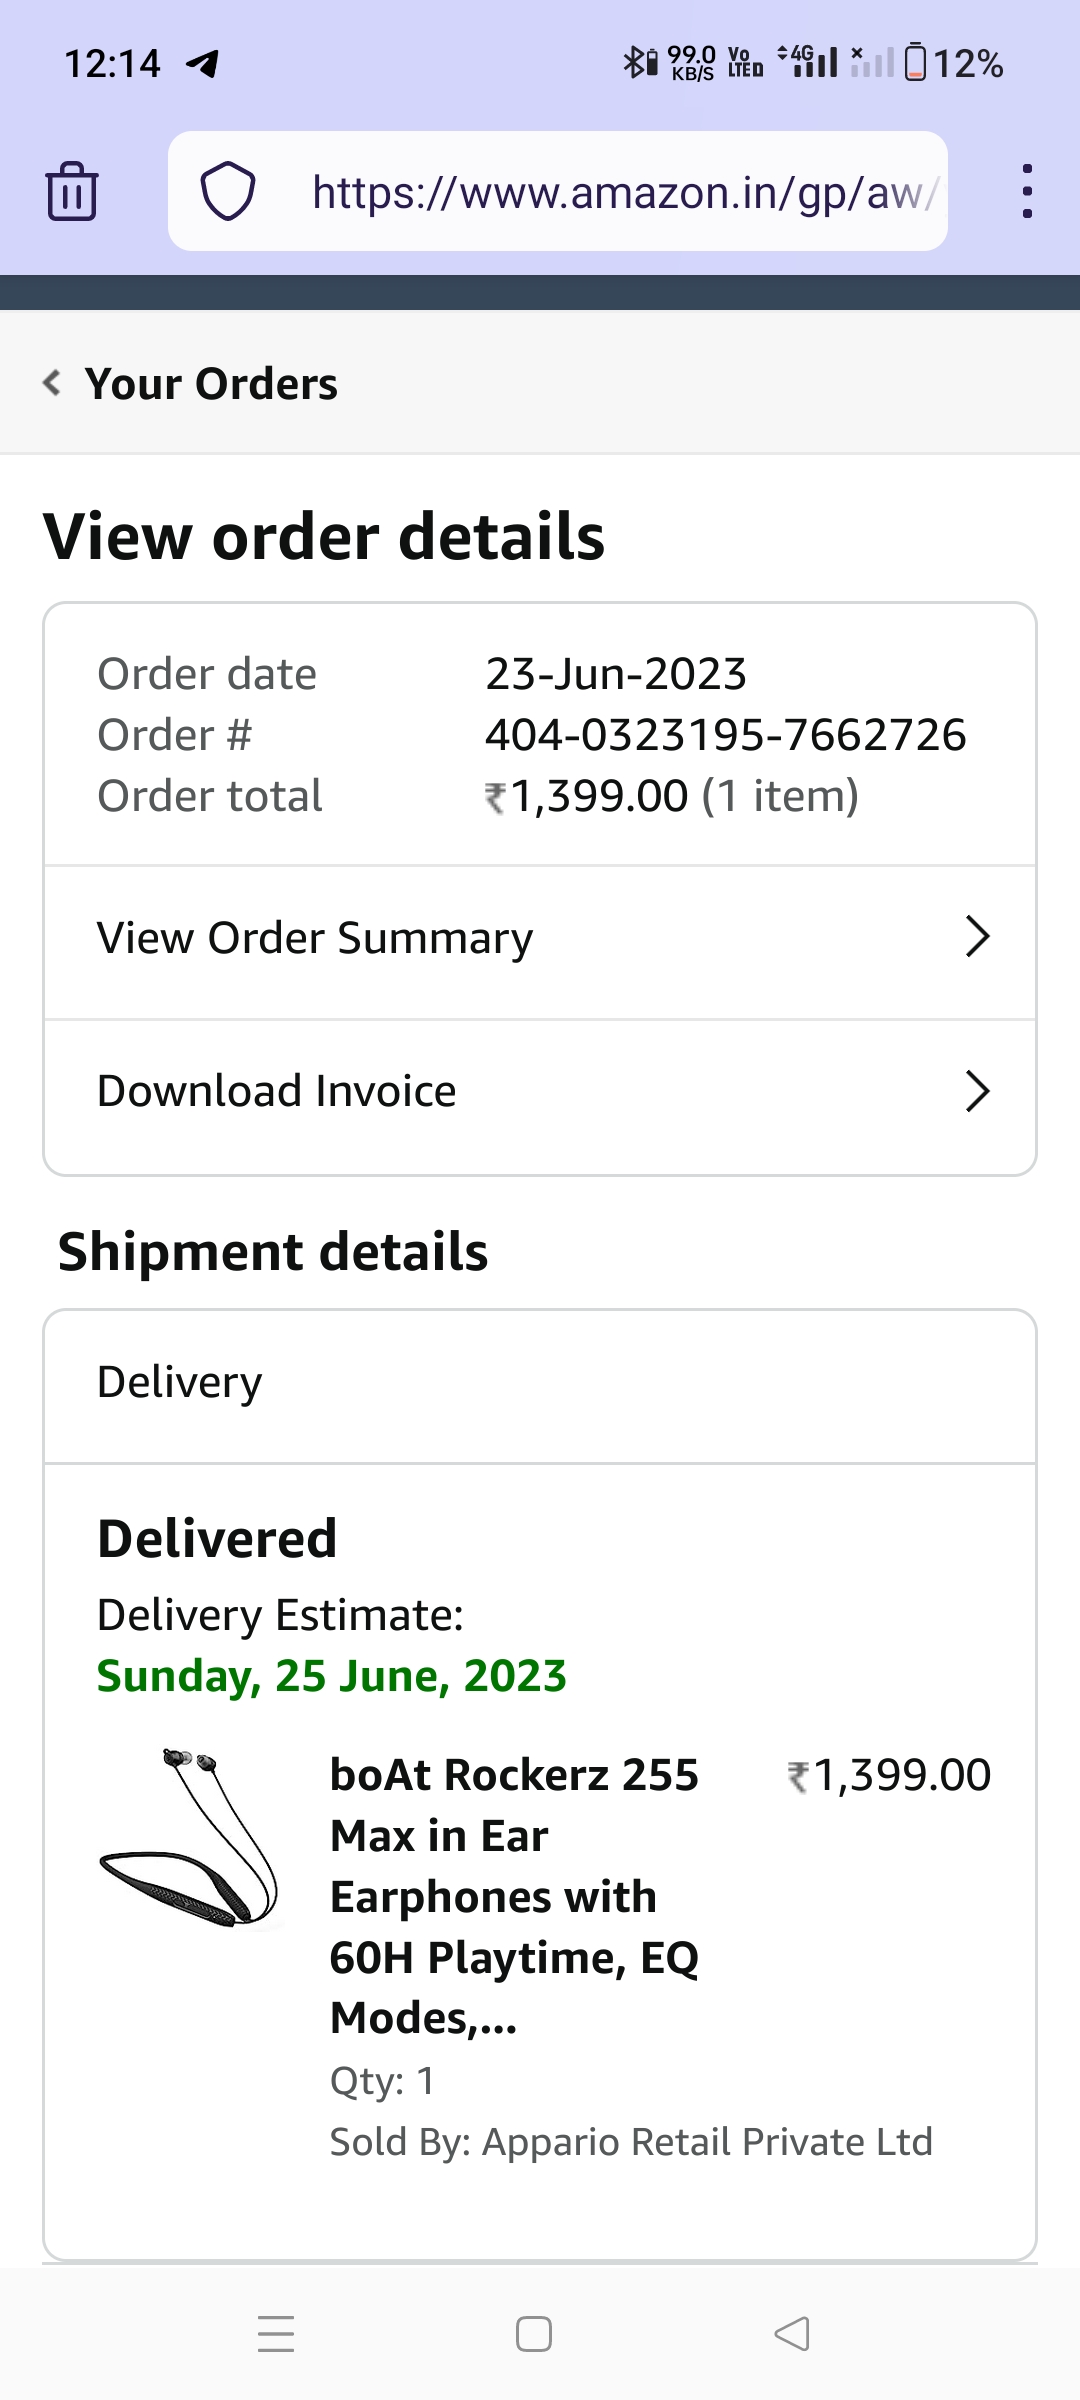 12:14
99.0
KB/S
Vo
LTED
4G
12%
https://www.amazon.in/gp/aw/
Your Orders
View order details
Order date 23-Jun-2023
Order # 404-0323195-7662726
Order total ₹1,399.00 (1 item)
View Order Summary
Download Invoice
Shipment details
Delivery
Delivered
Delivery Estimate:
Sunday, 25 June, 2023
boAt Rockerz 255 ₹1,399.00
Max in Ear
Earphones with
60H Playtime, EQ
Modes,...
Qty: 1
Sold By: Appario Retail Private Ltd